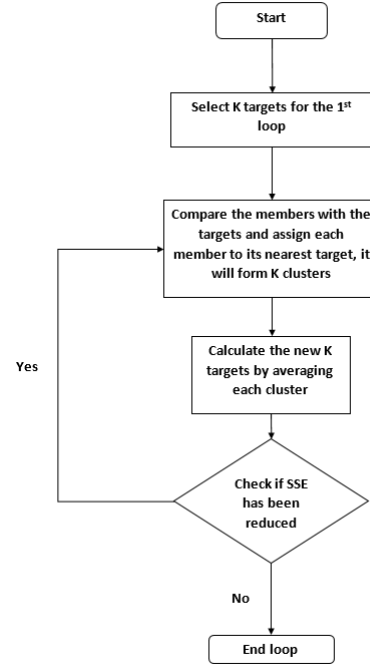 Start
Select K targets for the 1st
loop
Compare the members with the
targets and assign each
member to its nearest target, it
will form K clusters
Calculate the new K
targets by averaging
each cluster
Yes
Check if SSE
has been
reduced
No
End loop